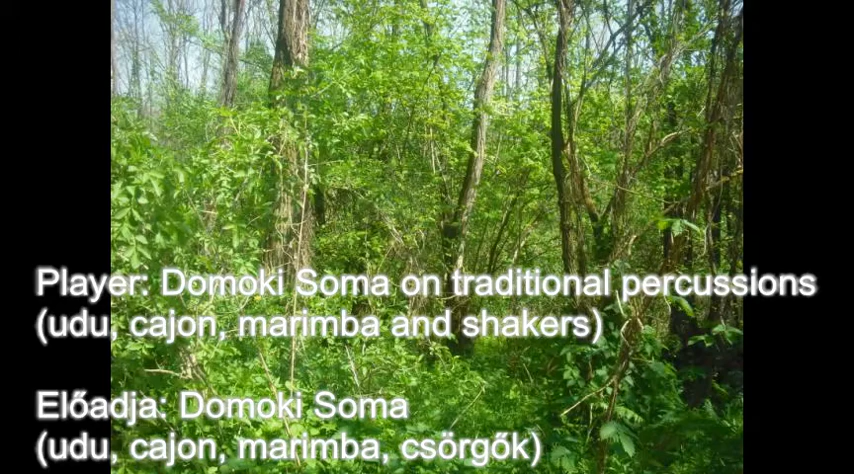 Player: Domoki Soma on traditional percussions
(udu, cajon, marimba and shakers)
Előadja: Domoki Soma
(udu, cajon, marimba, csörgők)